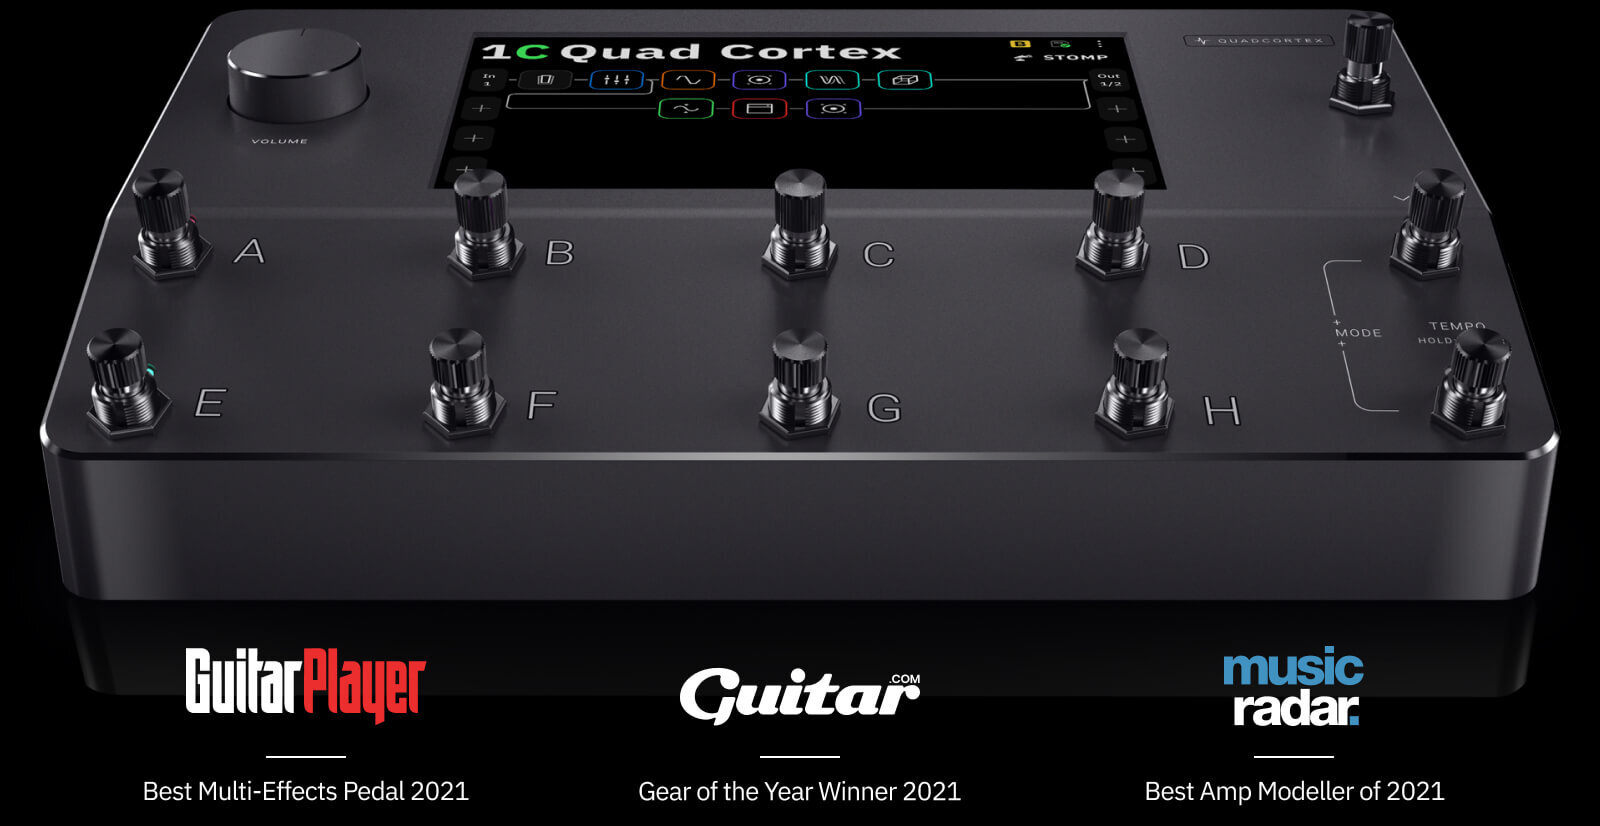 1C Quad Cortex
STOMP
QUADCORTEX
In
1
Out
1/2
VOLUME
A
B
C
D
MODE
TEMPO
HOLD:
E
F
G
H
GuitarPlayer
Best Multi-Effects Pedal 2021
Guitar.COM
Gear of the Year Winner 2021
music
radar.
Best Amp Modeller of 2021